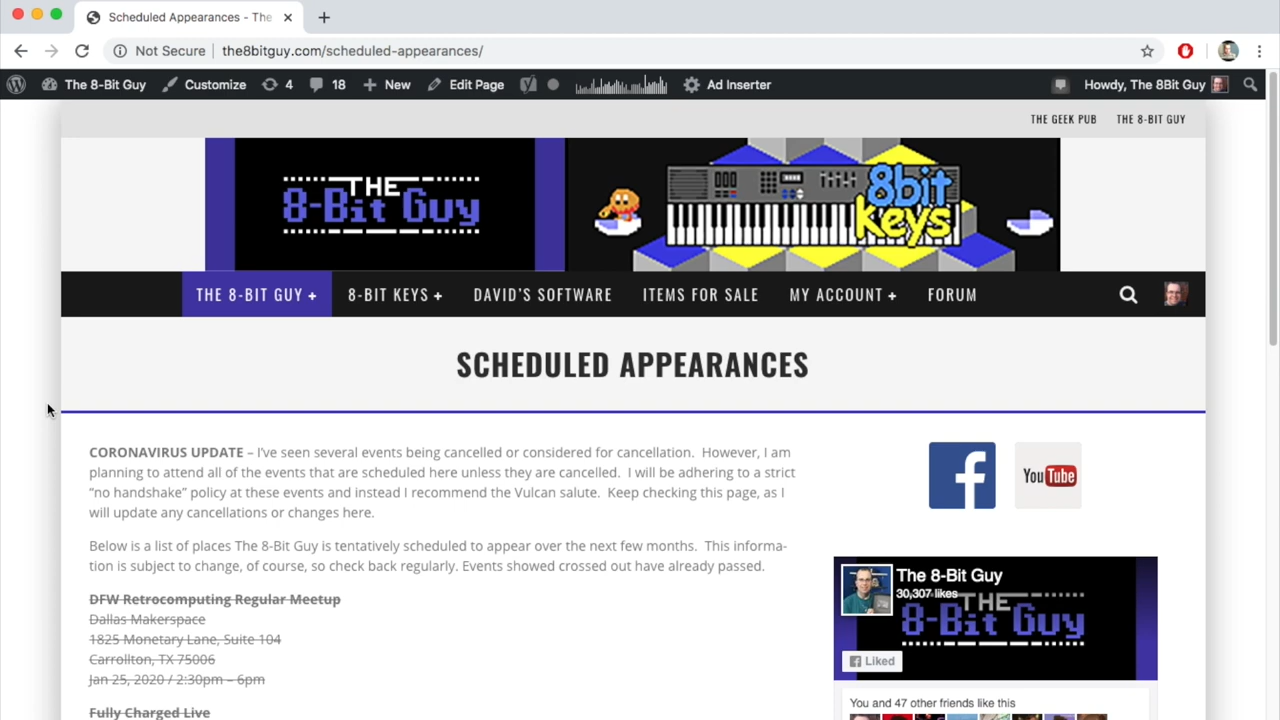 Scheduled Appearances - The
Not Secure the8bitguy.com/scheduled-appearances/
The 8-Bit Guy Customize 4 18 New Edit Page Ad Inserter Howdy, The 8Bit Guy
THE GEEK PUB THE 8-BIT GUY
THE
8-Bit Guy
8bit
keys
THE 8-BIT GUY + 8-BIT KEYS + DAVID'S SOFTWARE ITEMS FOR SALE MY ACCOUNT + FORUM
SCHEDULED APPEARANCES
CORONAVIRUS UPDATE – I've seen several events being cancelled or considered for cancellation. However, I am
planning to attend all of the events that are scheduled here unless they are cancelled. I will be adhering to a strict
“no handshake” policy at these events and instead I recommend the Vulcan salute. Keep checking this page, as I
will update any cancellations or changes here.
Below is a list of places The 8-Bit Guy is tentatively scheduled to appear over the next few months. This informa-
tion is subject to change, of course, so check back regularly. Events showed crossed out have already passed.
DFW Retrocomputing Regular Meetup
Dallas Makerspace
1825 Monetary Lane, Suite 104
Carrollton, TX 75006
Jan 25, 2020 / 2:30pm – 6pm
Fully Charged Live
f
YouTube
The 8-Bit Guy
30,307 likes
THE
8-Bit Guy
Liked
You and 47 other friends like this